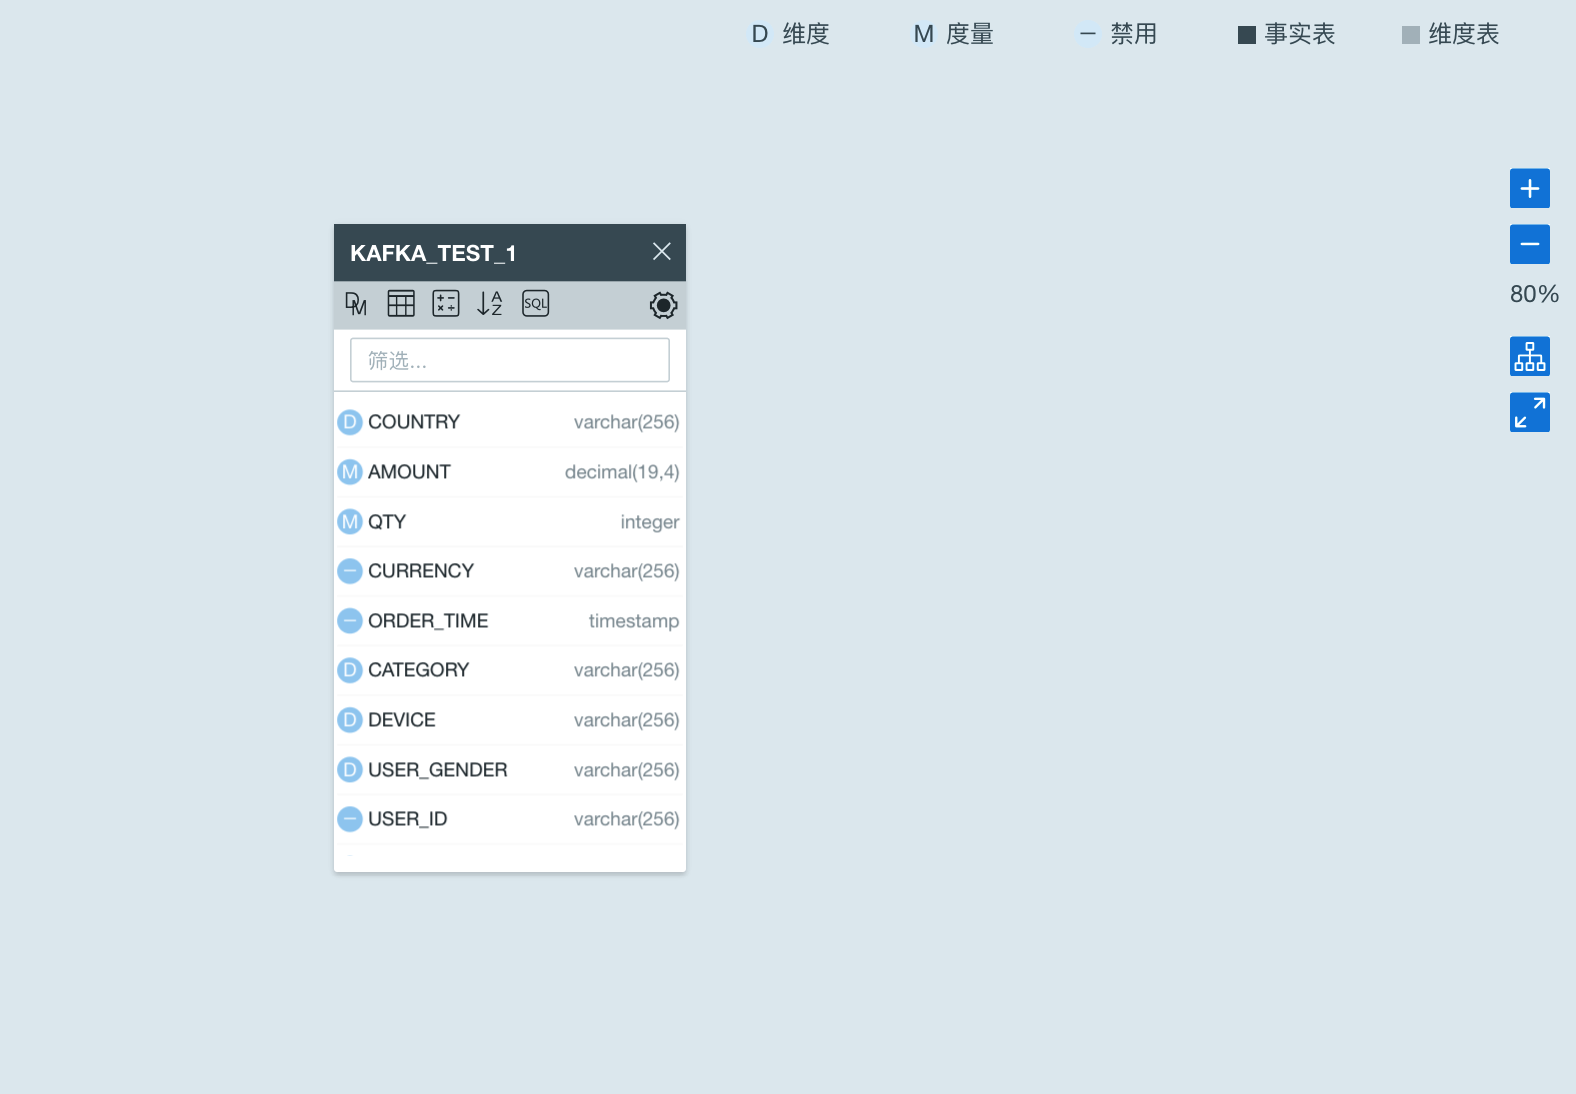 D 维度 M 度量 − 禁用 事实表 维度表
KAFKA_TEST_1
DM A Z SQL
筛选...
D COUNTRY varchar(256)
M AMOUNT decimal(19,4)
M QTY integer
− CURRENCY varchar(256)
− ORDER_TIME timestamp
D CATEGORY varchar(256)
D DEVICE varchar(256)
D USER_GENDER varchar(256)
− USER_ID varchar(256)
80%